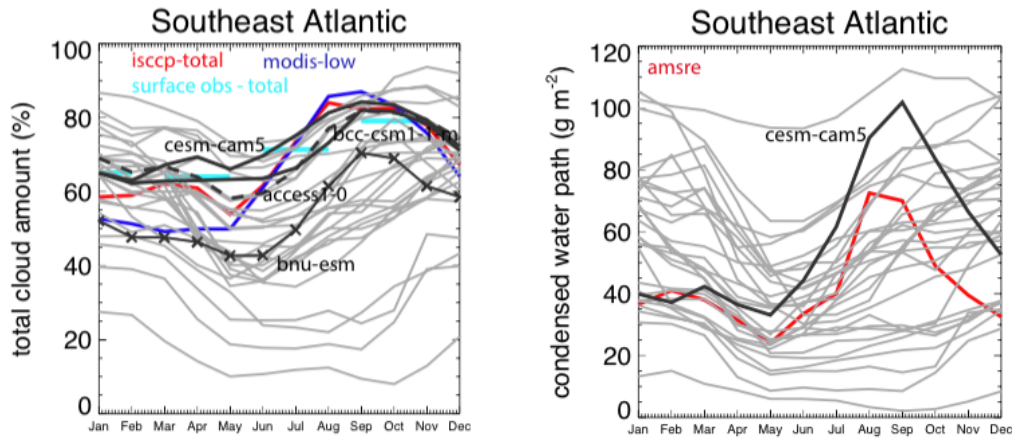 Southeast Atlantic
total cloud amount (%)
100
80
60
40
20
0
isccp-total
modis-low
surface obs - total
cesm-cam5
bcc-csm1-1-m
access1-0
bnu-esm
Jan Feb Mar Apr May Jun Jul Aug Sep Oct Nov Dec
Southeast Atlantic
condensed water path (g m-2)
120
100
80
60
40
20
0
amsre
cesm-cam5
Jan Feb Mar Apr May Jun Jul Aug Sep Oct Nov Dec